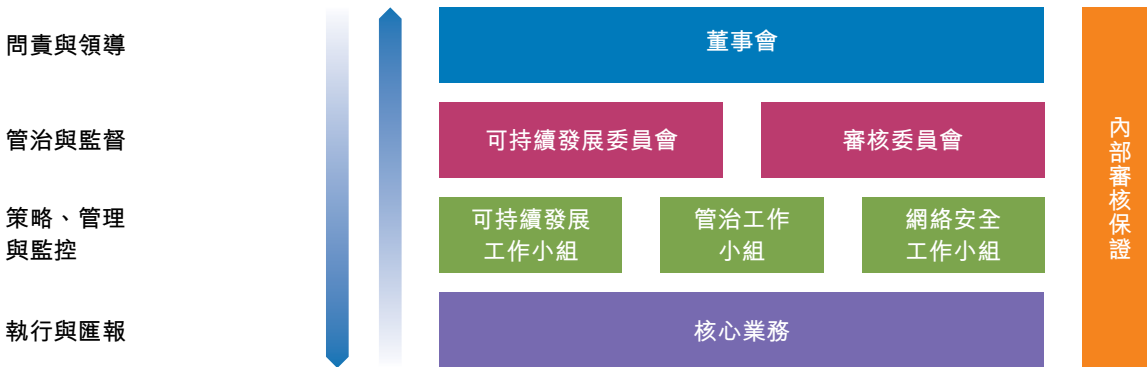 問責與領導
董事會
管治與監督
可持續發展委員會
審核委員會
策略、管理
與監控
可持續發展
工作小組
管治工作
小組
網絡安全
工作小組
執行與匯報
核心業務
內部審核保證